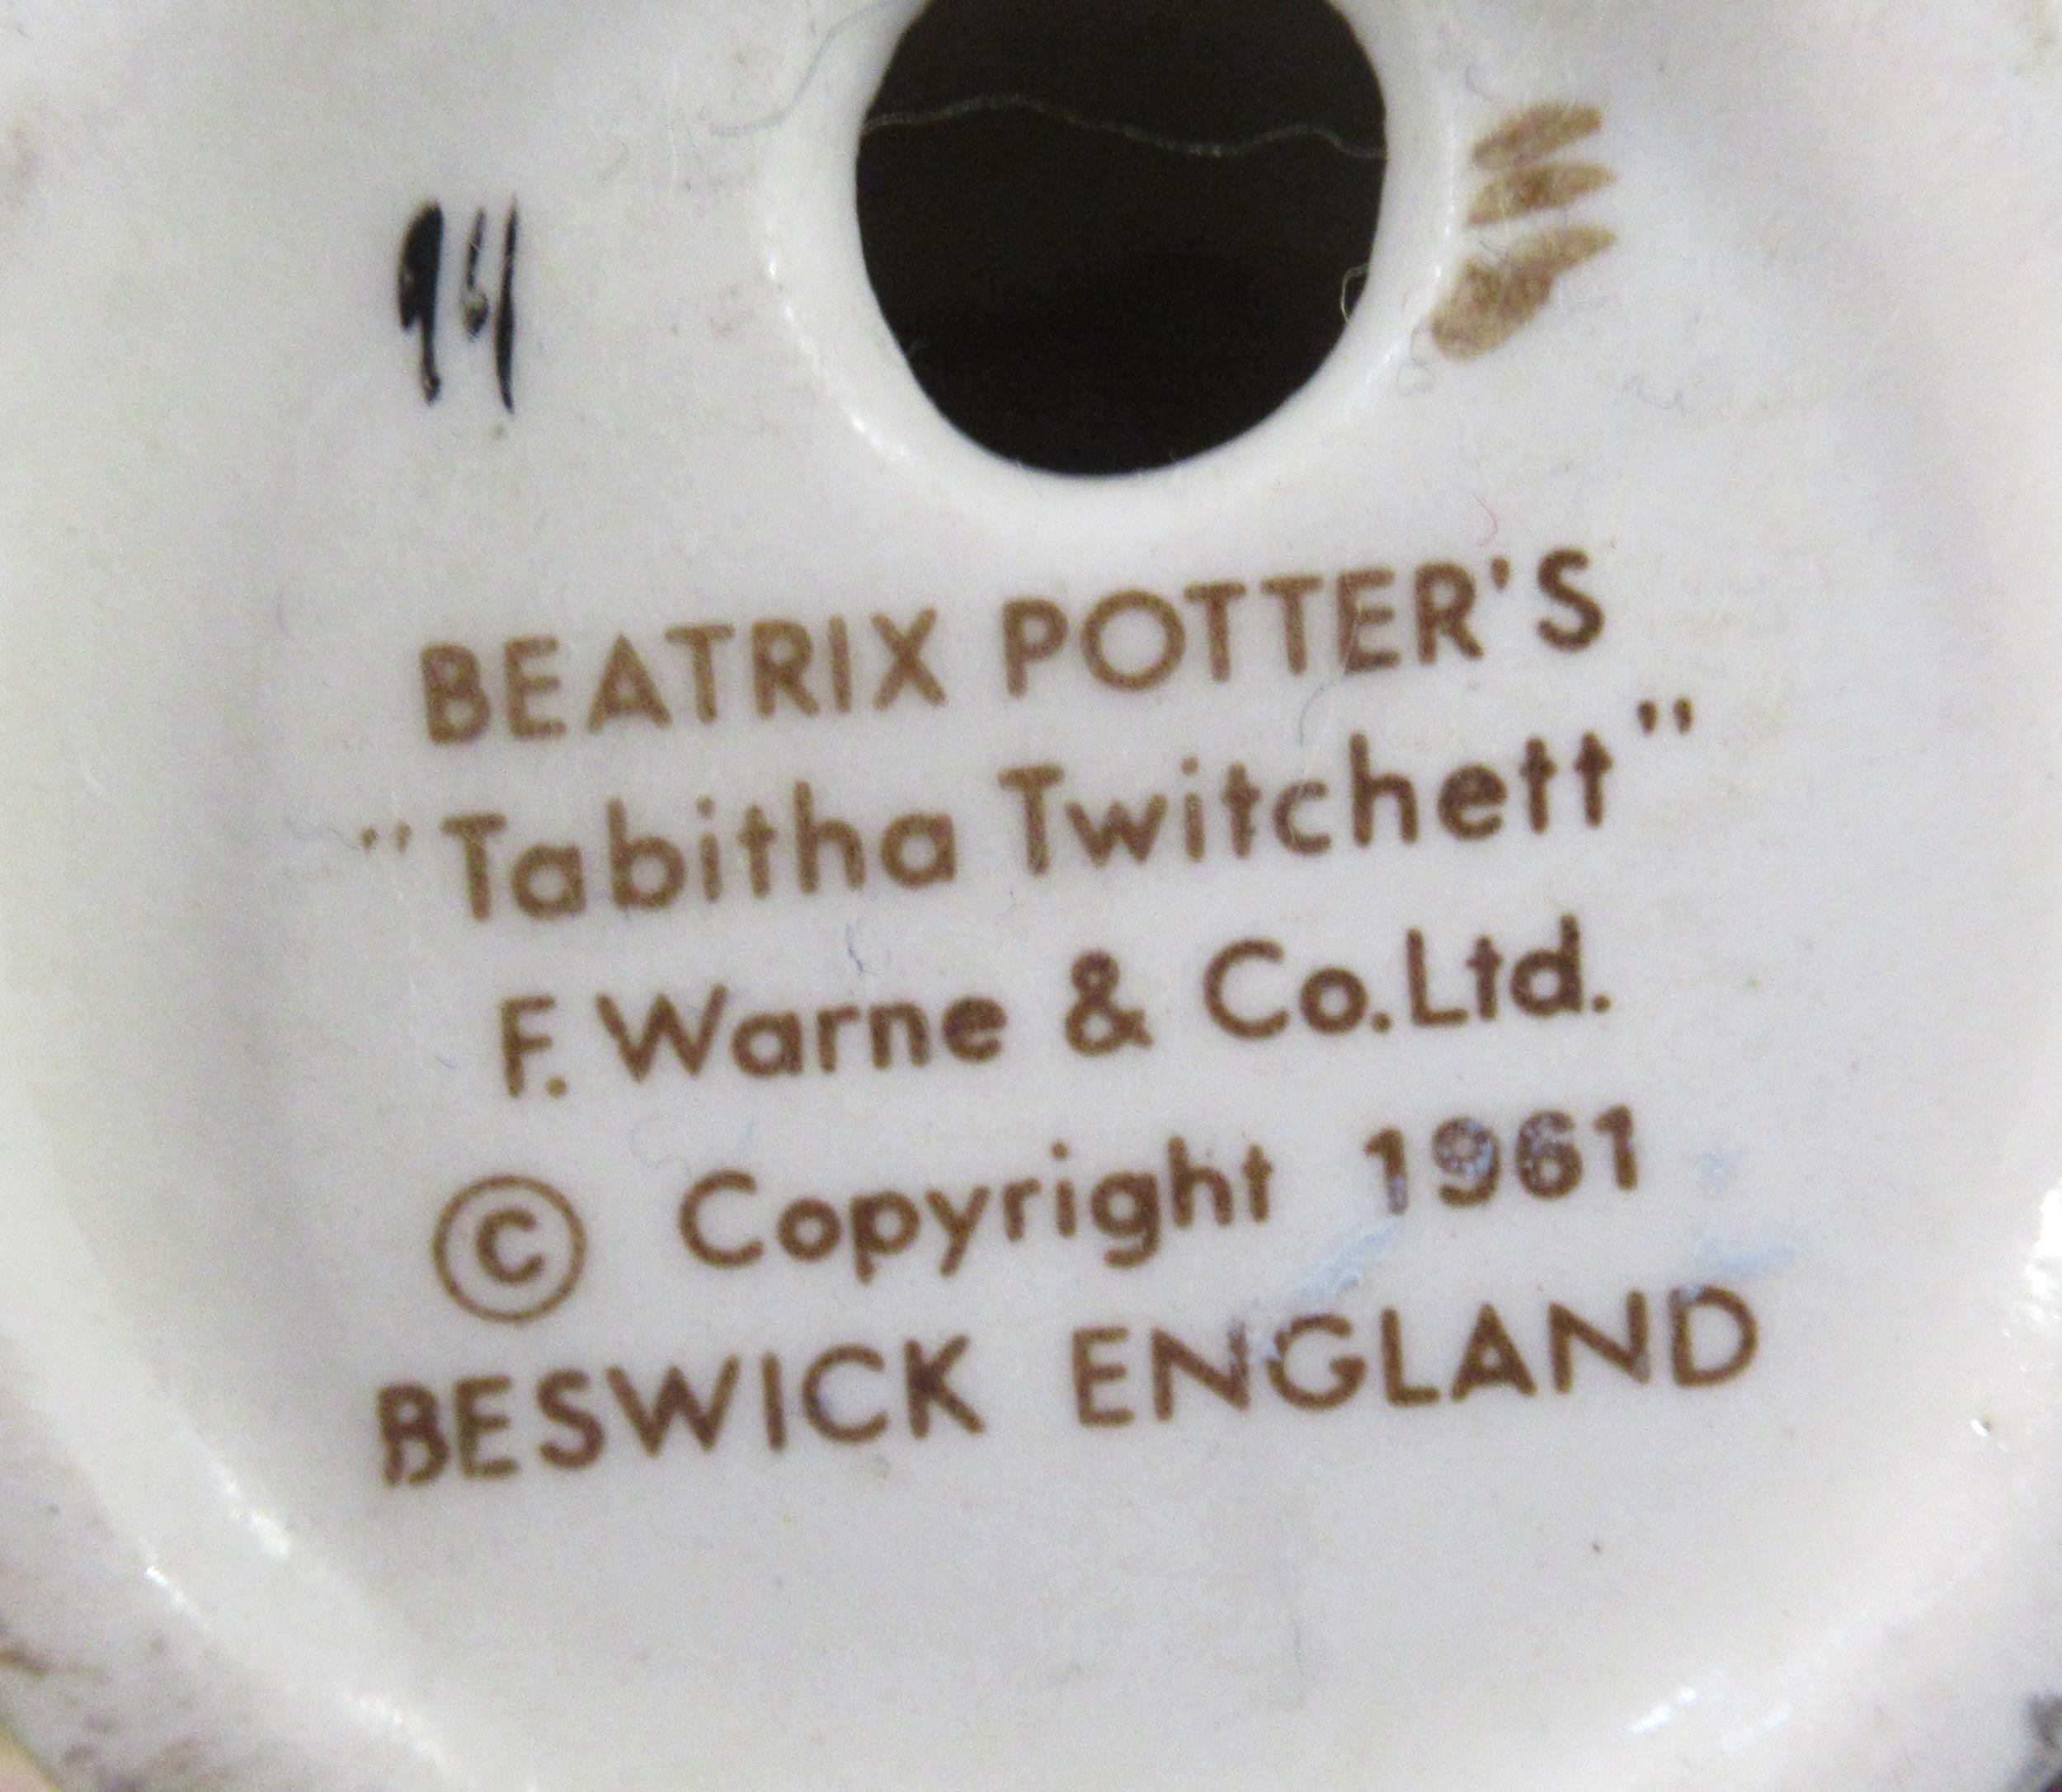 BEATRIX POTTER'S
"Tabitha Twitchett"
F. Warne & Co.Ltd.
© Copyright 1961
BESWICK ENGLAND